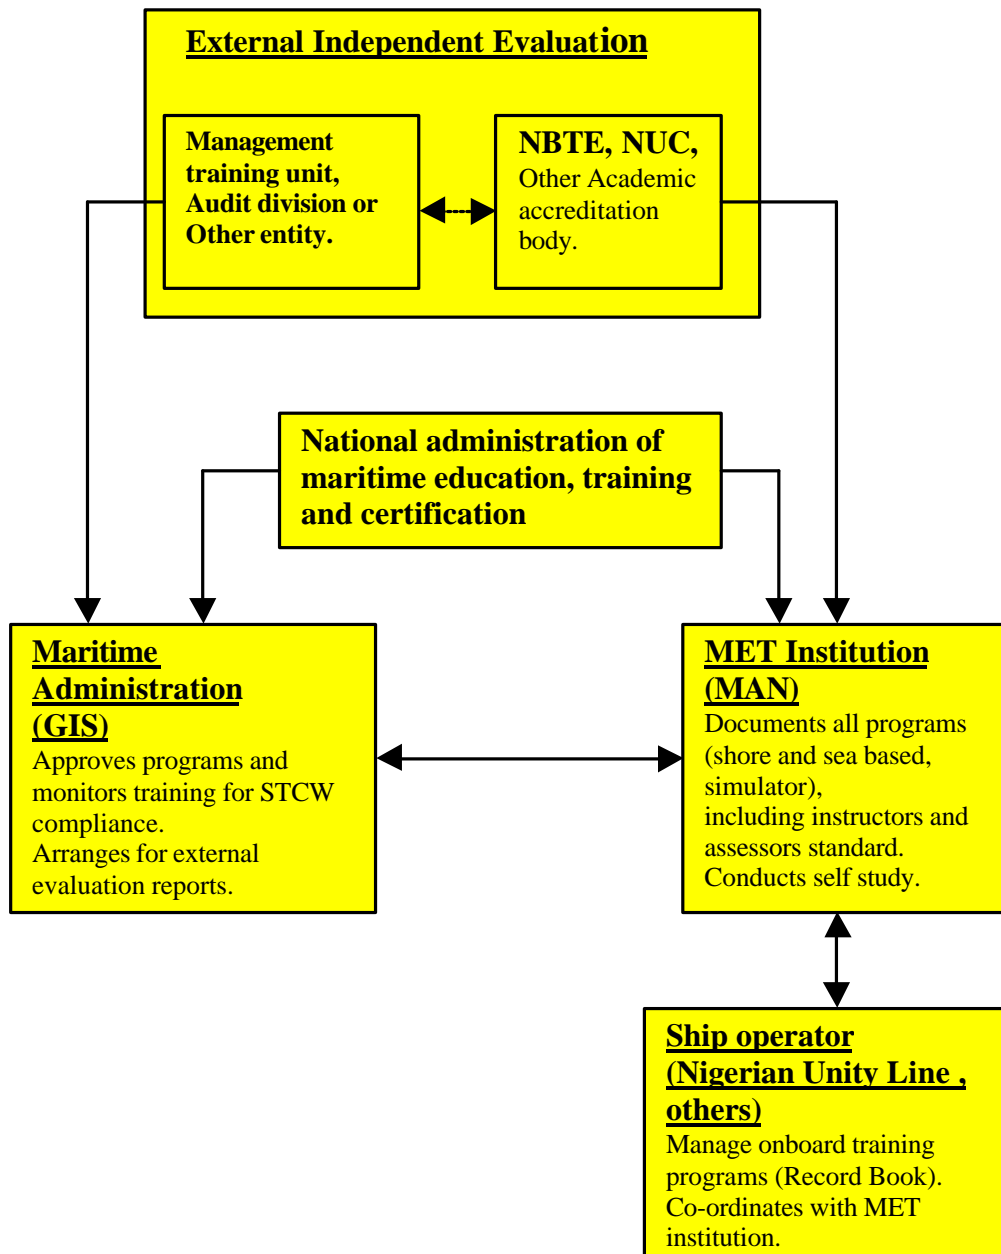 External Independent Evaluation
Management
training unit,
Audit division or
Other entity.
NBTE, NUC,
Other Academic
accreditation
body.
National administration of
maritime education, training
and certification
Maritime
Administration
(GIS)
Approves programs and
monitors training for STCW
compliance.
Arranges for external
evaluation reports.
MET Institution
(MAN)
Documents all programs
(shore and sea based,
simulator),
including instructors and
assessors standard.
Conducts self study.
Ship operator
(Nigerian Unity Line ,
others)
Manage onboard training
programs (Record Book).
Co-ordinates with MET
institution.